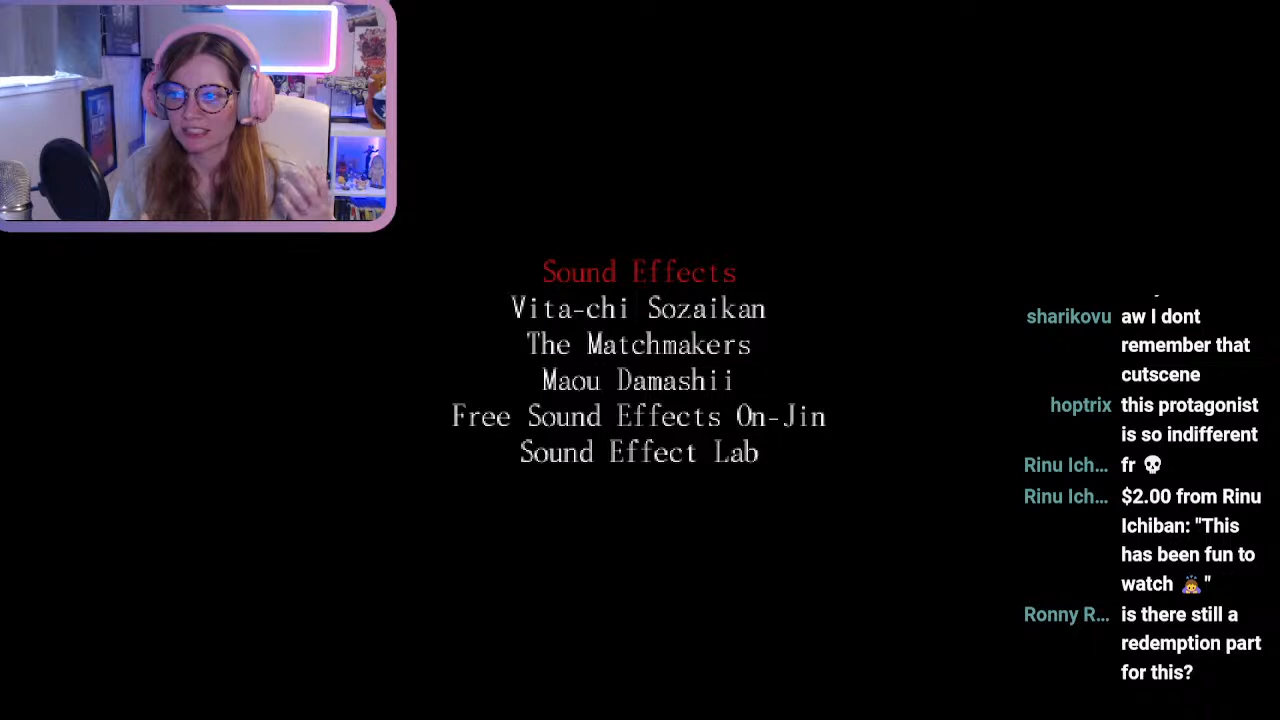 Sound Effects
Vita-chi Sozaikan
The Matchmakers
Maou Damashii
Free Sound Effects On-Jin
Sound Effect Lab
sharikovu aw I dont
remember that
cutscene
hoptrix this protagonist
is so indifferent
Rinu Ich... fr 💀
Rinu Ich... $2.00 from Rinu
Ichiban: "This
has been fun to
watch 🙇 "
Ronny R... is there still a
redemption part
for this?